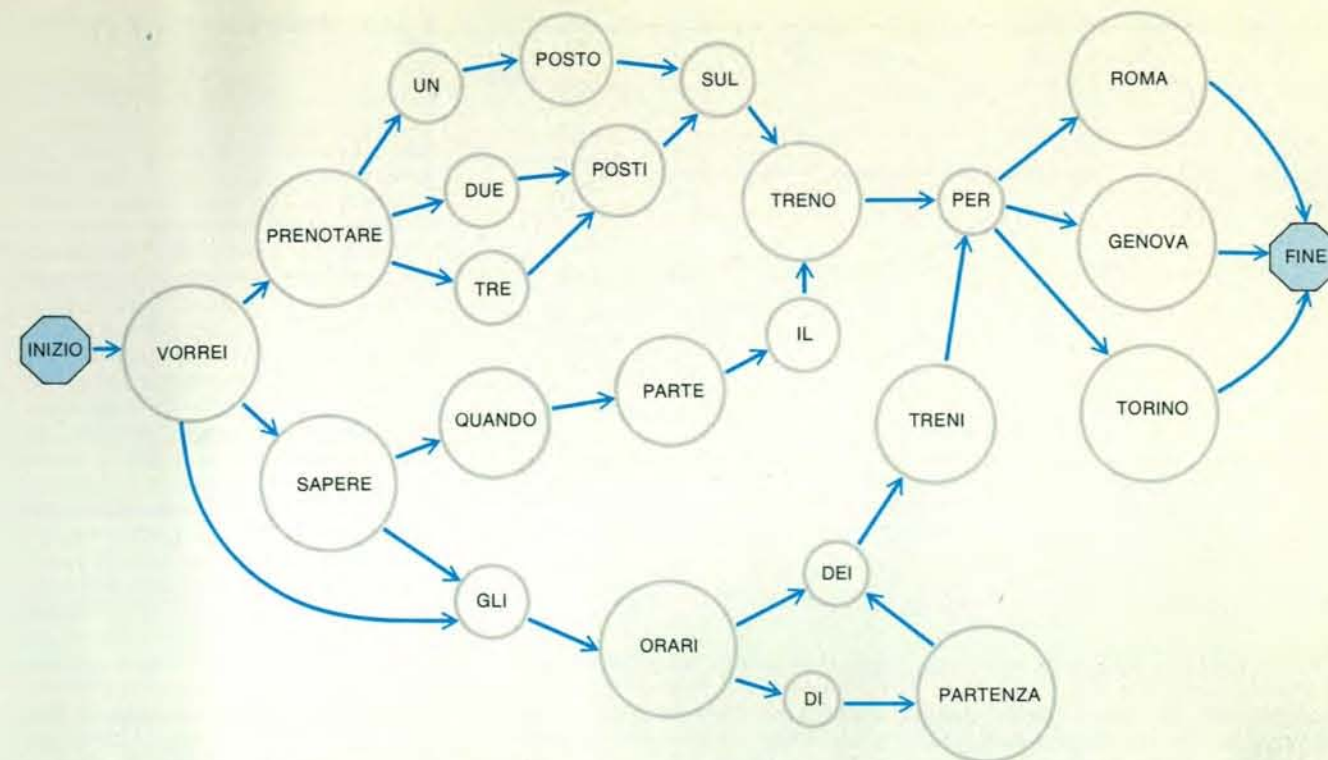 INIZIO
VORREI
PRENOTARE
UN
POSTO
DUE
POSTI
TRE
SUL
TRENO
SAPERE
QUANDO
PARTE
IL
GLI
ORARI
DEI
DI
PARTENZA
TRENI
PER
ROMA
GENOVA
TORINO
FINE